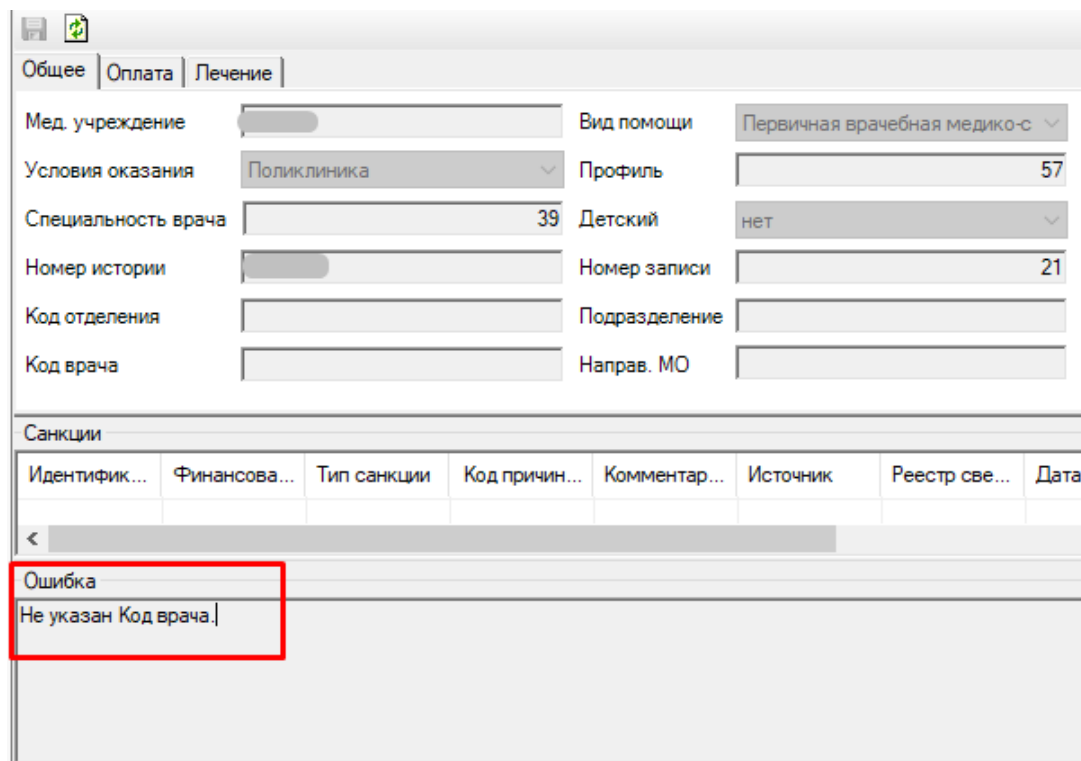 Общее Оплата Лечение
Мед. учреждение Вид помощи Первичная врачебная медико-с
Условия оказания Поликлиника Профиль 57
Специальность врача 39 Детский нет
Номер истории Номер записи 21
Код отделения Подразделение
Код врача Направ. МО
Санкции
Идентифик... Финансова... Тип санкции Код причин... Комментар... Источник Реестр све... Дата
Ошибка
Не указан Код врача.